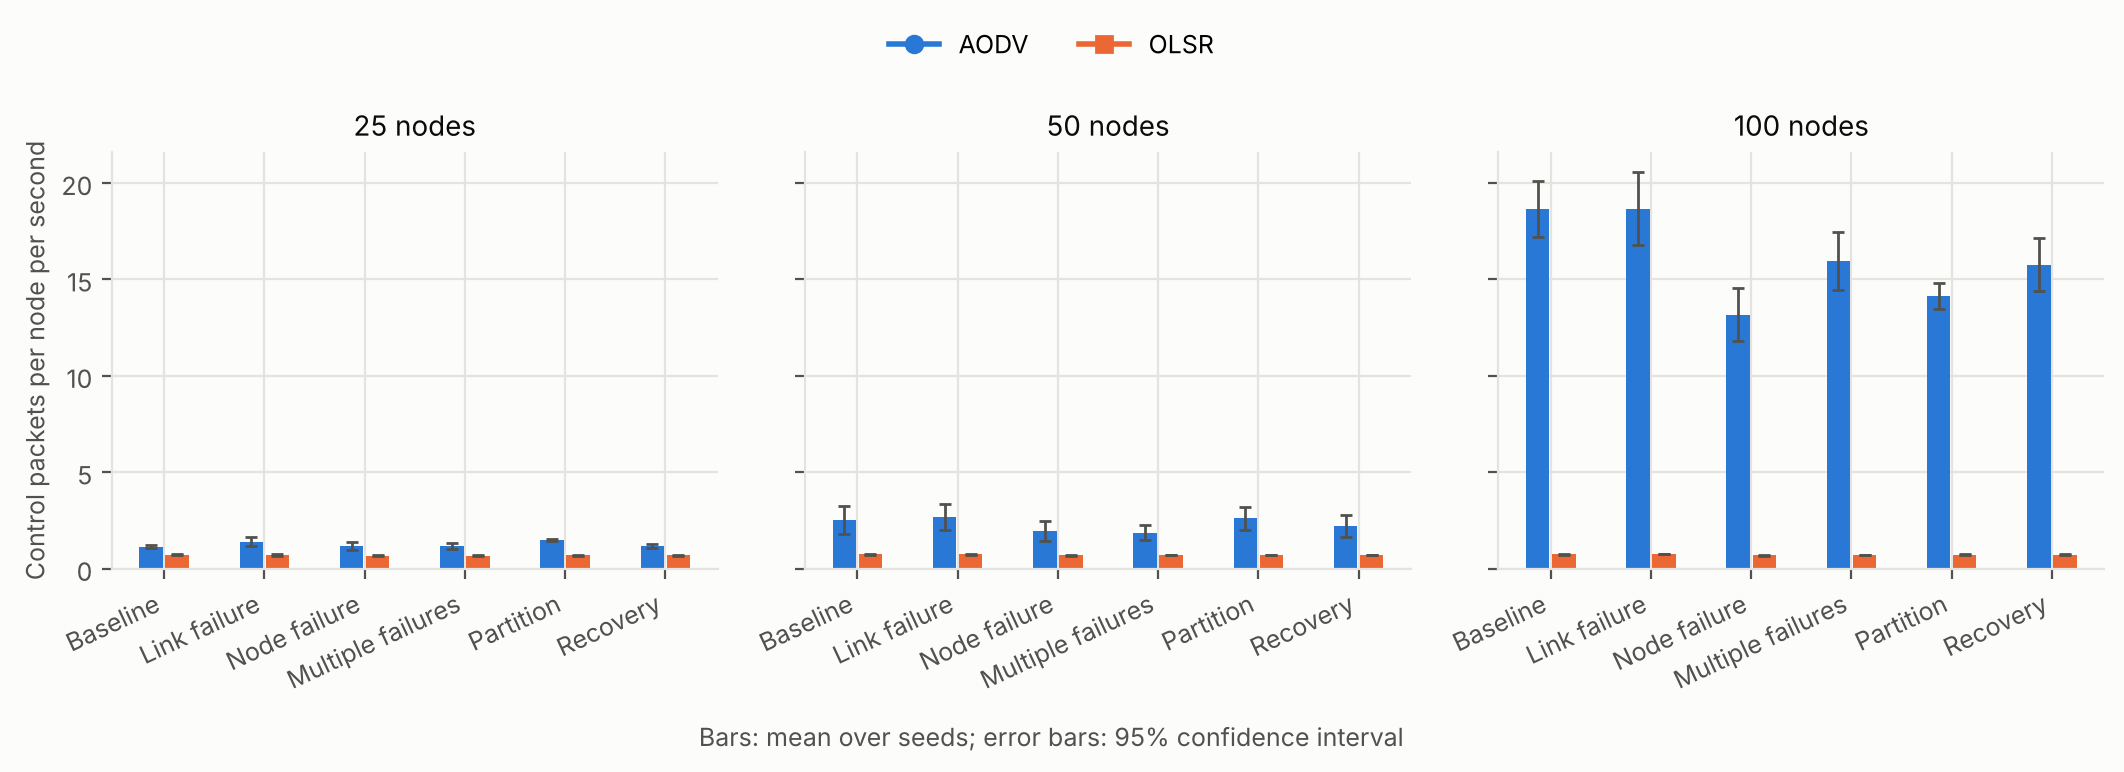 AODV OLSR
25 nodes 50 nodes 100 nodes
Control packets per node per second
20
15
10
5
0
Baseline Link failure Node failure Multiple failures Partition Recovery
Baseline Link failure Node failure Multiple failures Partition Recovery
Baseline Link failure Node failure Multiple failures Partition Recovery
Bars: mean over seeds; error bars: 95% confidence interval